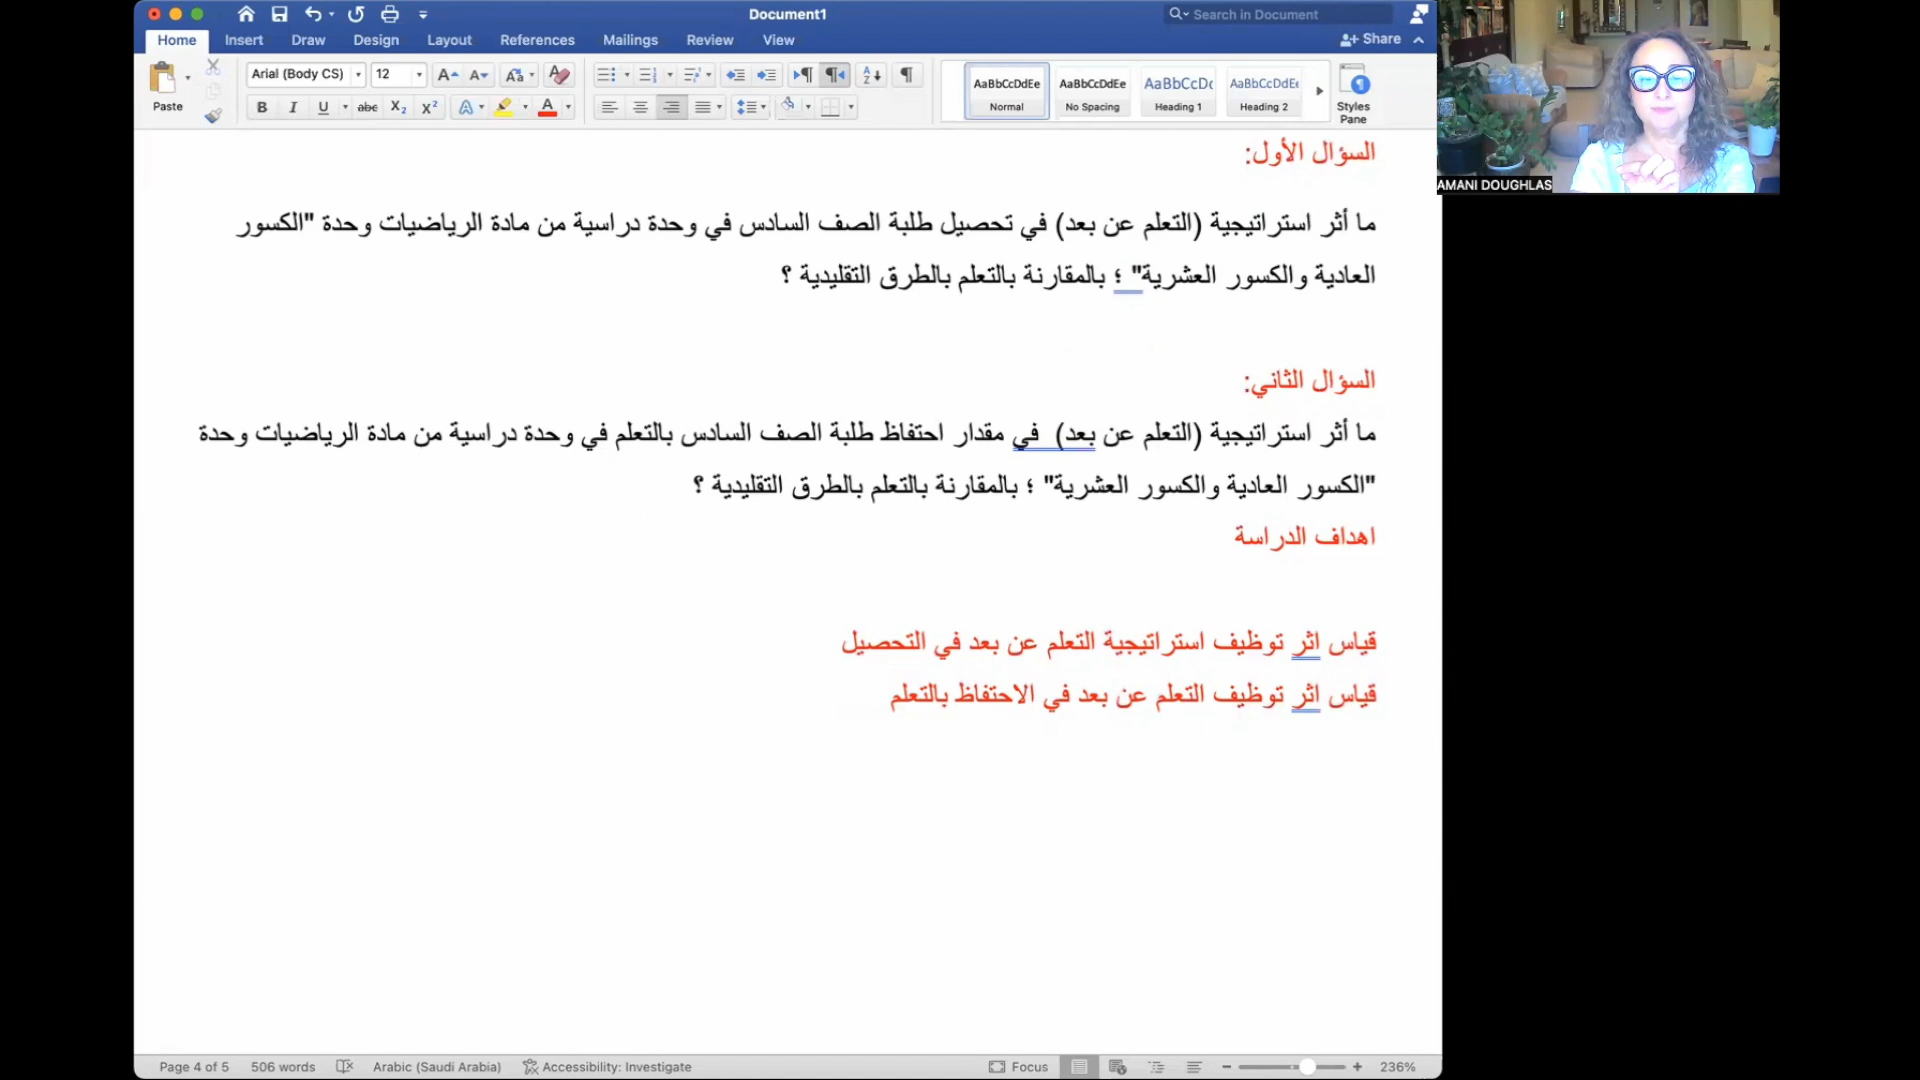 Document1
Search in Document
Home Insert Draw Design Layout References Mailings Review View
Share
Paste
Arial (Body CS) 12
AaBbCcDdEe AaBbCcDdEe AaBbCcDc AaBbCcDdEe
Normal No Spacing Heading 1 Heading 2
Styles Pane
AMANI DOUGHLAS
السؤال الأول:
ما أثر استراتيجية (التعلم عن بعد) في تحصيل طلبة الصف السادس في وحدة دراسية من مادة الرياضيات وحدة "الكسور
العادية والكسور العشرية" ؛ بالمقارنة بالتعلم بالطرق التقليدية ؟
السؤال الثاني:
ما أثر استراتيجية (التعلم عن بعد) في مقدار احتفاظ طلبة الصف السادس بالتعلم في وحدة دراسية من مادة الرياضيات وحدة
"الكسور العادية والكسور العشرية" ؛ بالمقارنة بالتعلم بالطرق التقليدية ؟
اهداف الدراسة
قياس اثر توظيف استراتيجية التعلم عن بعد في التحصيل
قياس اثر توظيف التعلم عن بعد في الاحتفاظ بالتعلم
Page 4 of 5 506 words Arabic (Saudi Arabia) Accessibility: Investigate Focus 236%